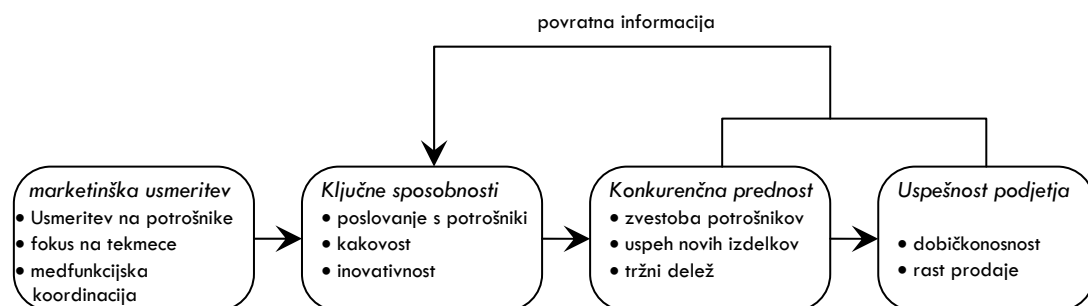 povratna informacija
marketinška usmeritev
• Usmeritev na potrošnike
• fokus na tekmece
• medfunkcijska
koordinacija
Ključne sposobnosti
• poslovanje s potrošniki
• kakovost
• inovativnost
Konkurenčna prednost
• zvestoba potrošnikov
• uspeh novih izdelkov
• tržni delež
Uspešnost podjetja
• dobičkonosnost
• rast prodaje